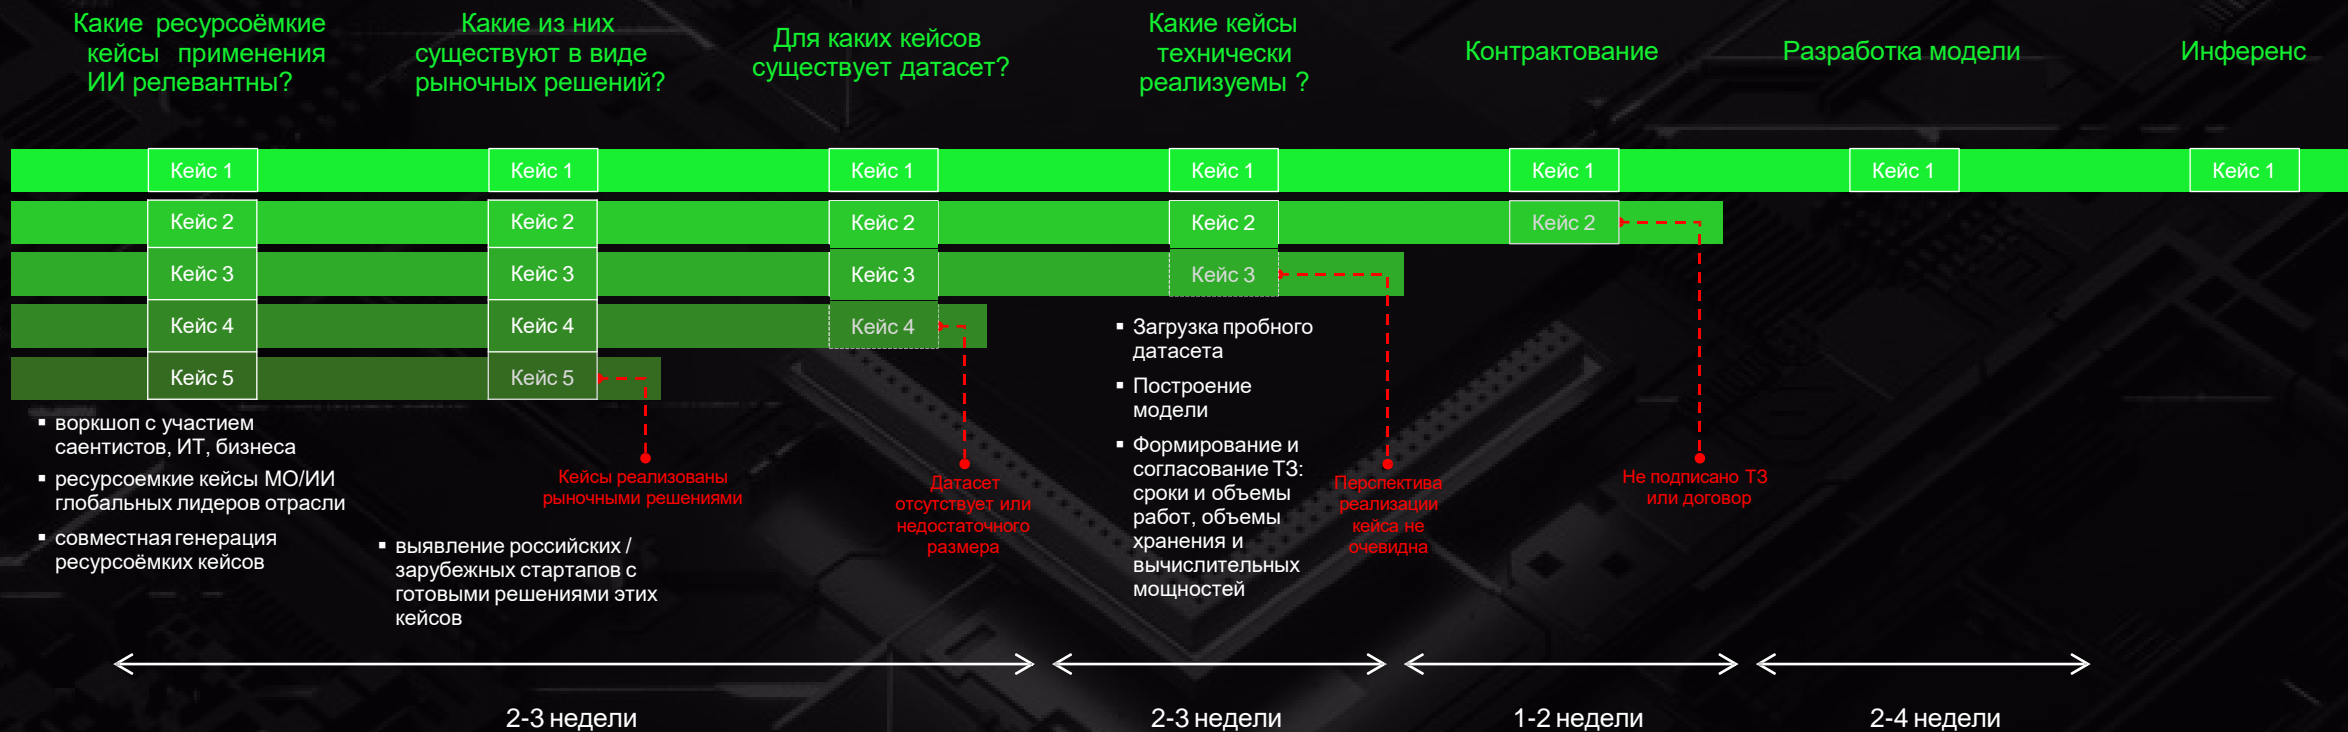 Какие ресурсоёмкие
кейсы применения
ИИ релевантны?
Какие из них
существуют в виде
рыночных решений?
Для каких кейсов
существует датасет?
Какие кейсы
технически
реализуемы ?
Контрактование
Разработка модели
Инференс
Кейс 1
Кейс 1
Кейс 1
Кейс 1
Кейс 1
Кейс 1
Кейс 1
Кейс 2
Кейс 2
Кейс 2
Кейс 2
Кейс 2
Кейс 3
Кейс 3
Кейс 3
Кейс 3
Кейс 4
Кейс 4
Кейс 4
Кейс 5
Кейс 5
▪ воркшоп с участием
саентистов, ИТ, бизнеса
▪ ресурсоемкие кейсы МО/ИИ
глобальных лидеров отрасли
▪ совместная генерация
ресурсоёмких кейсов
Кейсы реализованы
рыночными решениями
▪ выявление российских /
зарубежных стартапов с
готовыми решениями этих
кейсов
Датасет
отсутствует или
недостаточного
размера
▪ Загрузка пробного
датасета
▪ Построение
модели
▪ Формирование и
согласование ТЗ:
сроки и объемы
работ, объемы
хранения и
вычислительных
мощностей
Перспектива
реализации
кейса не
очевидна
Не подписано ТЗ
или договор
2-3 недели
2-3 недели
1-2 недели
2-4 недели